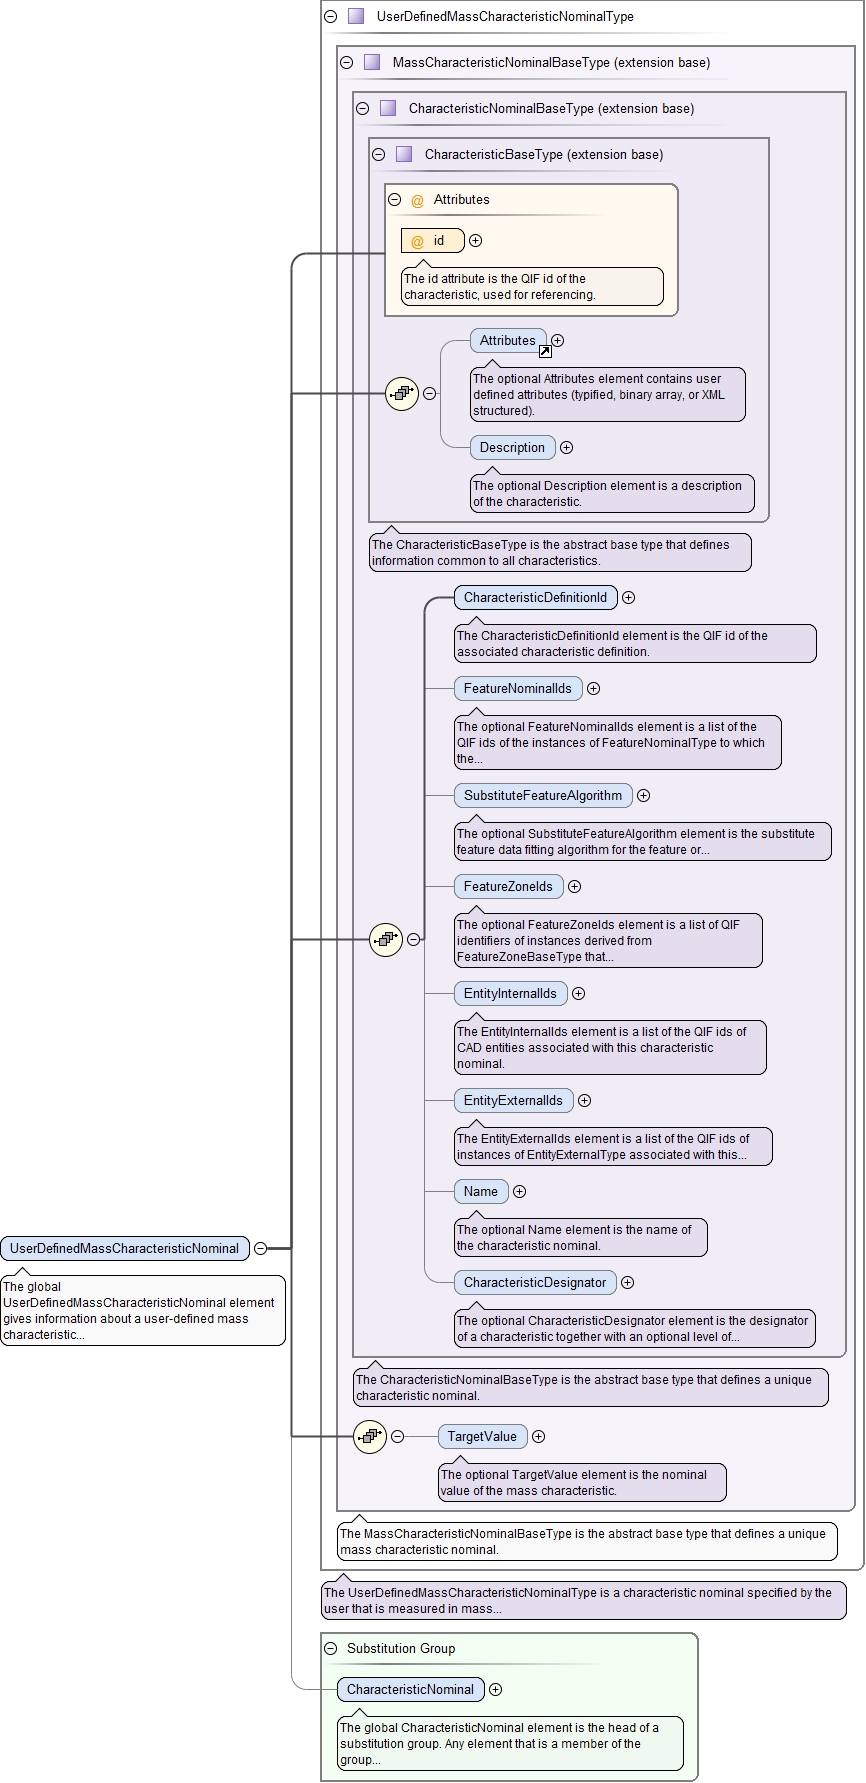 UserDefinedMassCharacteristicNominalType
MassCharacteristicNominalBaseType (extension base)
CharacteristicNominalBaseType (extension base)
CharacteristicBaseType (extension base)
@ Attributes
@ id
The id attribute is the QIF id of the
characteristic, used for referencing.
Attributes
The optional Attributes element contains user
defined attributes (typified, binary array, or XML
structured).
Description
The optional Description element is a description
of the characteristic.
The CharacteristicBaseType is the abstract base type that defines
information common to all characteristics.
CharacteristicDefinitionId
The CharacteristicDefinitionId element is the QIF id of the
associated characteristic definition.
FeatureNominalIds
The optional FeatureNominalIds element is a list of the
QIF ids of the instances of FeatureNominalType to which
the...
SubstituteFeatureAlgorithm
The optional SubstituteFeatureAlgorithm element is the substitute
feature data fitting algorithm for the feature or...
FeatureZoneIds
The optional FeatureZoneIds element is a list of QIF
identifiers of instances derived from
FeatureZoneBaseType that...
EntityInternalIds
The EntityInternalIds element is a list of the QIF ids of
CAD entities associated with this characteristic
nominal.
EntityExternalIds
The EntityExternalIds element is a list of the QIF ids of
instances of EntityExternalType associated with this...
Name
The optional Name element is the name of
the characteristic nominal.
UserDefinedMassCharacteristicNominal
The global
UserDefinedMassCharacteristicNominal element
gives information about a user-defined mass
characteristic...
CharacteristicDesignator
The optional CharacteristicDesignator element is the designator
of a characteristic together with an optional level of...
The CharacteristicNominalBaseType is the abstract base type that defines a unique
characteristic nominal.
TargetValue
The optional TargetValue element is the nominal
value of the mass characteristic.
The MassCharacteristicNominalBaseType is the abstract base type that defines a unique
mass characteristic nominal.
The UserDefinedMassCharacteristicNominalType is a characteristic nominal specified by the
user that is measured in mass...
Substitution Group
CharacteristicNominal
The global CharacteristicNominal element is the head of a
substitution group. Any element that is a member of the
group...